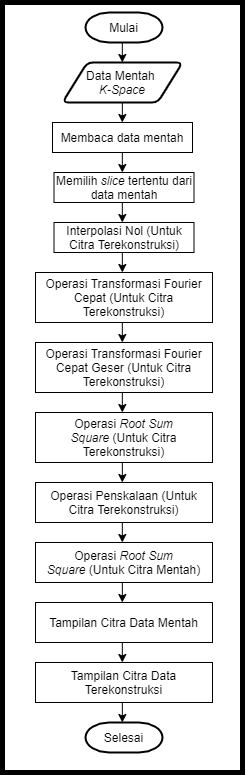 Mulai
Data Mentah
K-Space
Membaca data mentah
Memilih slice tertentu dari
data mentah
Interpolasi Nol (Untuk
Citra Terekonstruksi)
Operasi Transformasi Fourier
Cepat (Untuk Citra
Terekonstruksi)
Operasi Transformasi Fourier
Cepat Geser (Untuk Citra
Terekonstruksi)
Operasi Root Sum
Square (Untuk Citra
Terekonstruksi)
Operasi Penskalaan (Untuk
Citra Terekonstruksi)
Operasi Root Sum
Square (Untuk Citra Mentah)
Tampilan Citra Data Mentah
Tampilan Citra Data
Terekonstruksi
Selesai